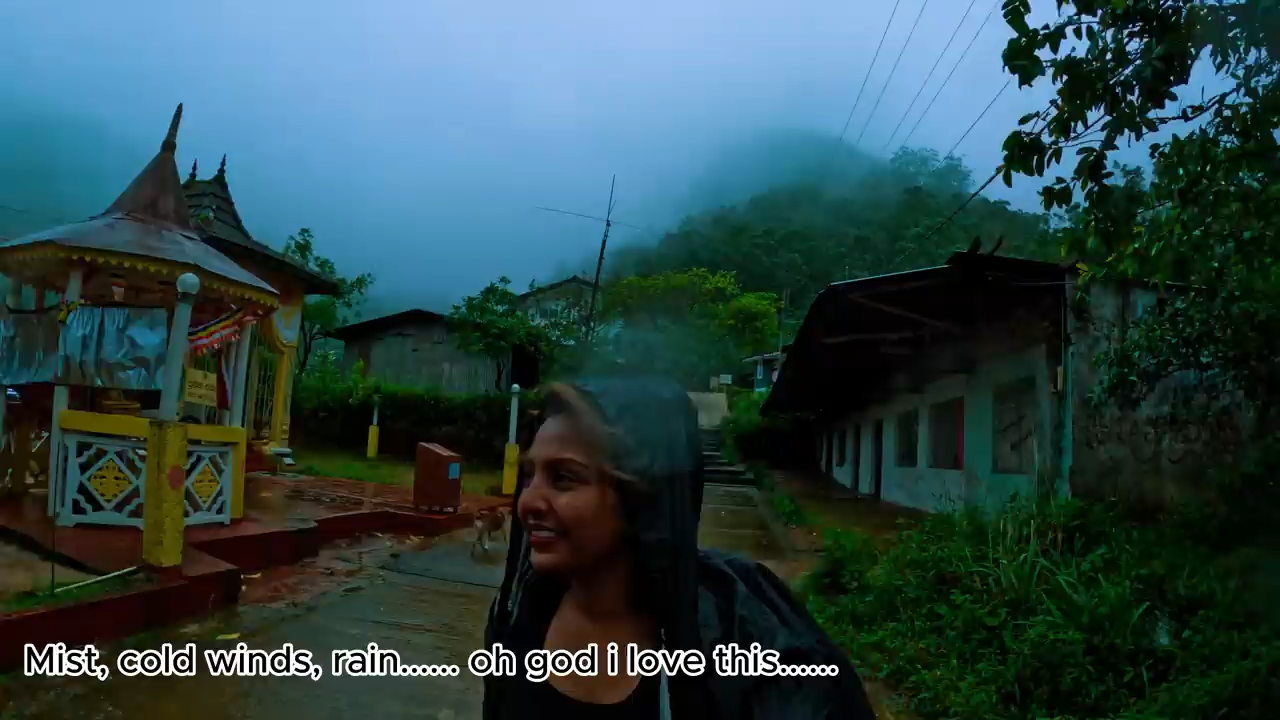 Mist, cold winds, rain...... oh god i love this......